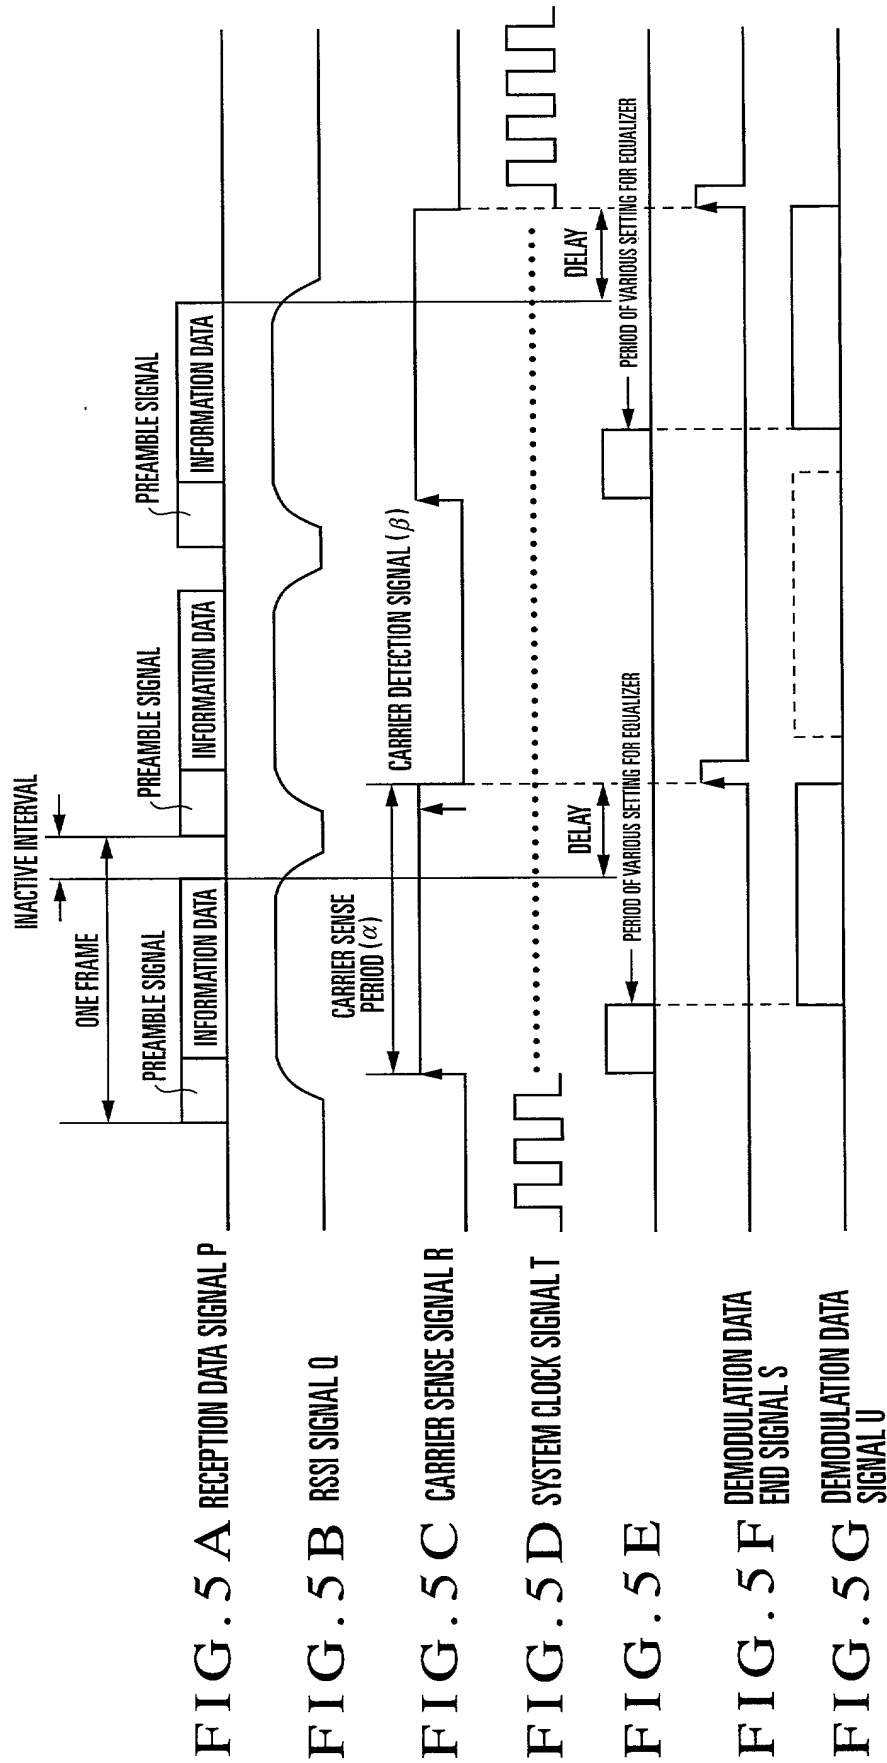 FIG.5A RECEPTION DATA SIGNAL P
ONE FRAME
INACTIVE INTERVAL
PREAMBLE SIGNAL
INFORMATION DATA
PREAMBLE SIGNAL
INFORMATION DATA
PREAMBLE SIGNAL
INFORMATION DATA
FIG.5B RSSI SIGNAL Q
FIG.5C CARRIER SENSE SIGNAL R
CARRIER SENSE
PERIOD (α)
CARRIER DETECTION SIGNAL (β)
FIG.5D SYSTEM CLOCK SIGNAL T
DELAY
DELAY
FIG.5E
PERIOD OF VARIOUS SETTING FOR EQUALIZER
PERIOD OF VARIOUS SETTING FOR EQUALIZER
FIG.5F DEMODULATION DATA
END SIGNAL S
FIG.5G DEMODULATION DATA
SIGNAL U